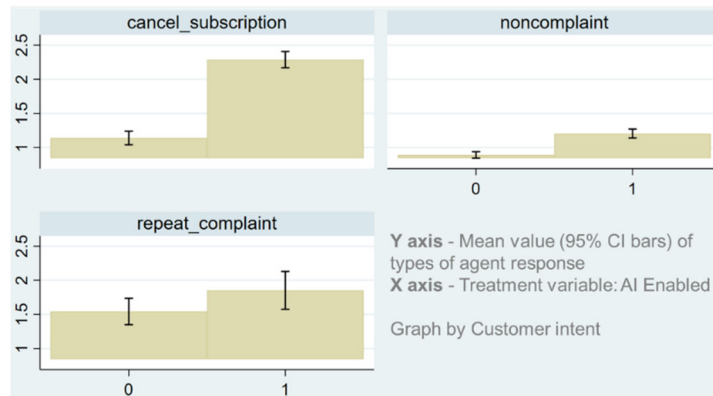 cancel_subscription
noncomplaint
2.5
2
1.5
1
0
1
0
1
repeat_complaint
2.5
2
1.5
1
0
1
Y axis - Mean value (95% CI bars) of
types of agent response
X axis - Treatment variable: AI Enabled
Graph by Customer intent